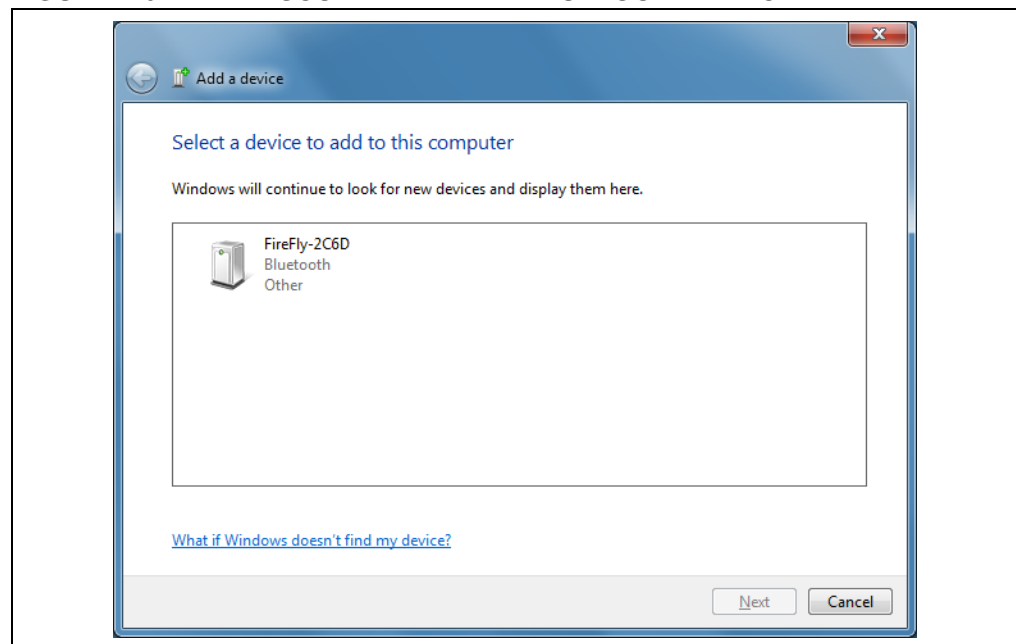 Add a device
Select a device to add to this computer
Windows will continue to look for new devices and display them here.
FireFly-2C6D
Bluetooth
Other
What if Windows doesn't find my device?
Next
Cancel